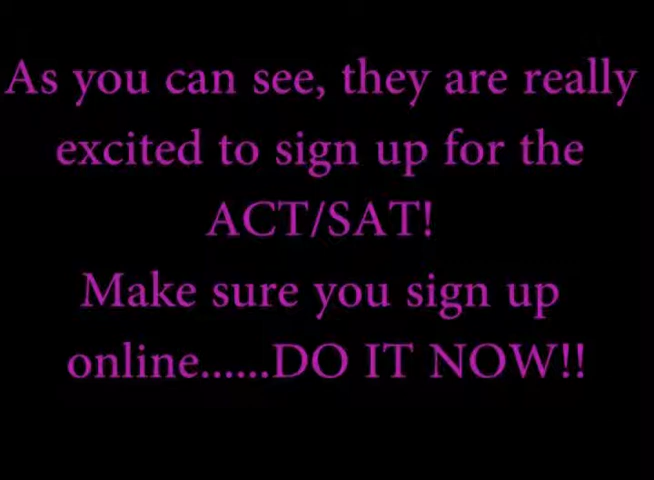 As you can see, they are really
excited to sign up for the
ACT/SAT!
Make sure you sign up
online......DO IT NOW!!